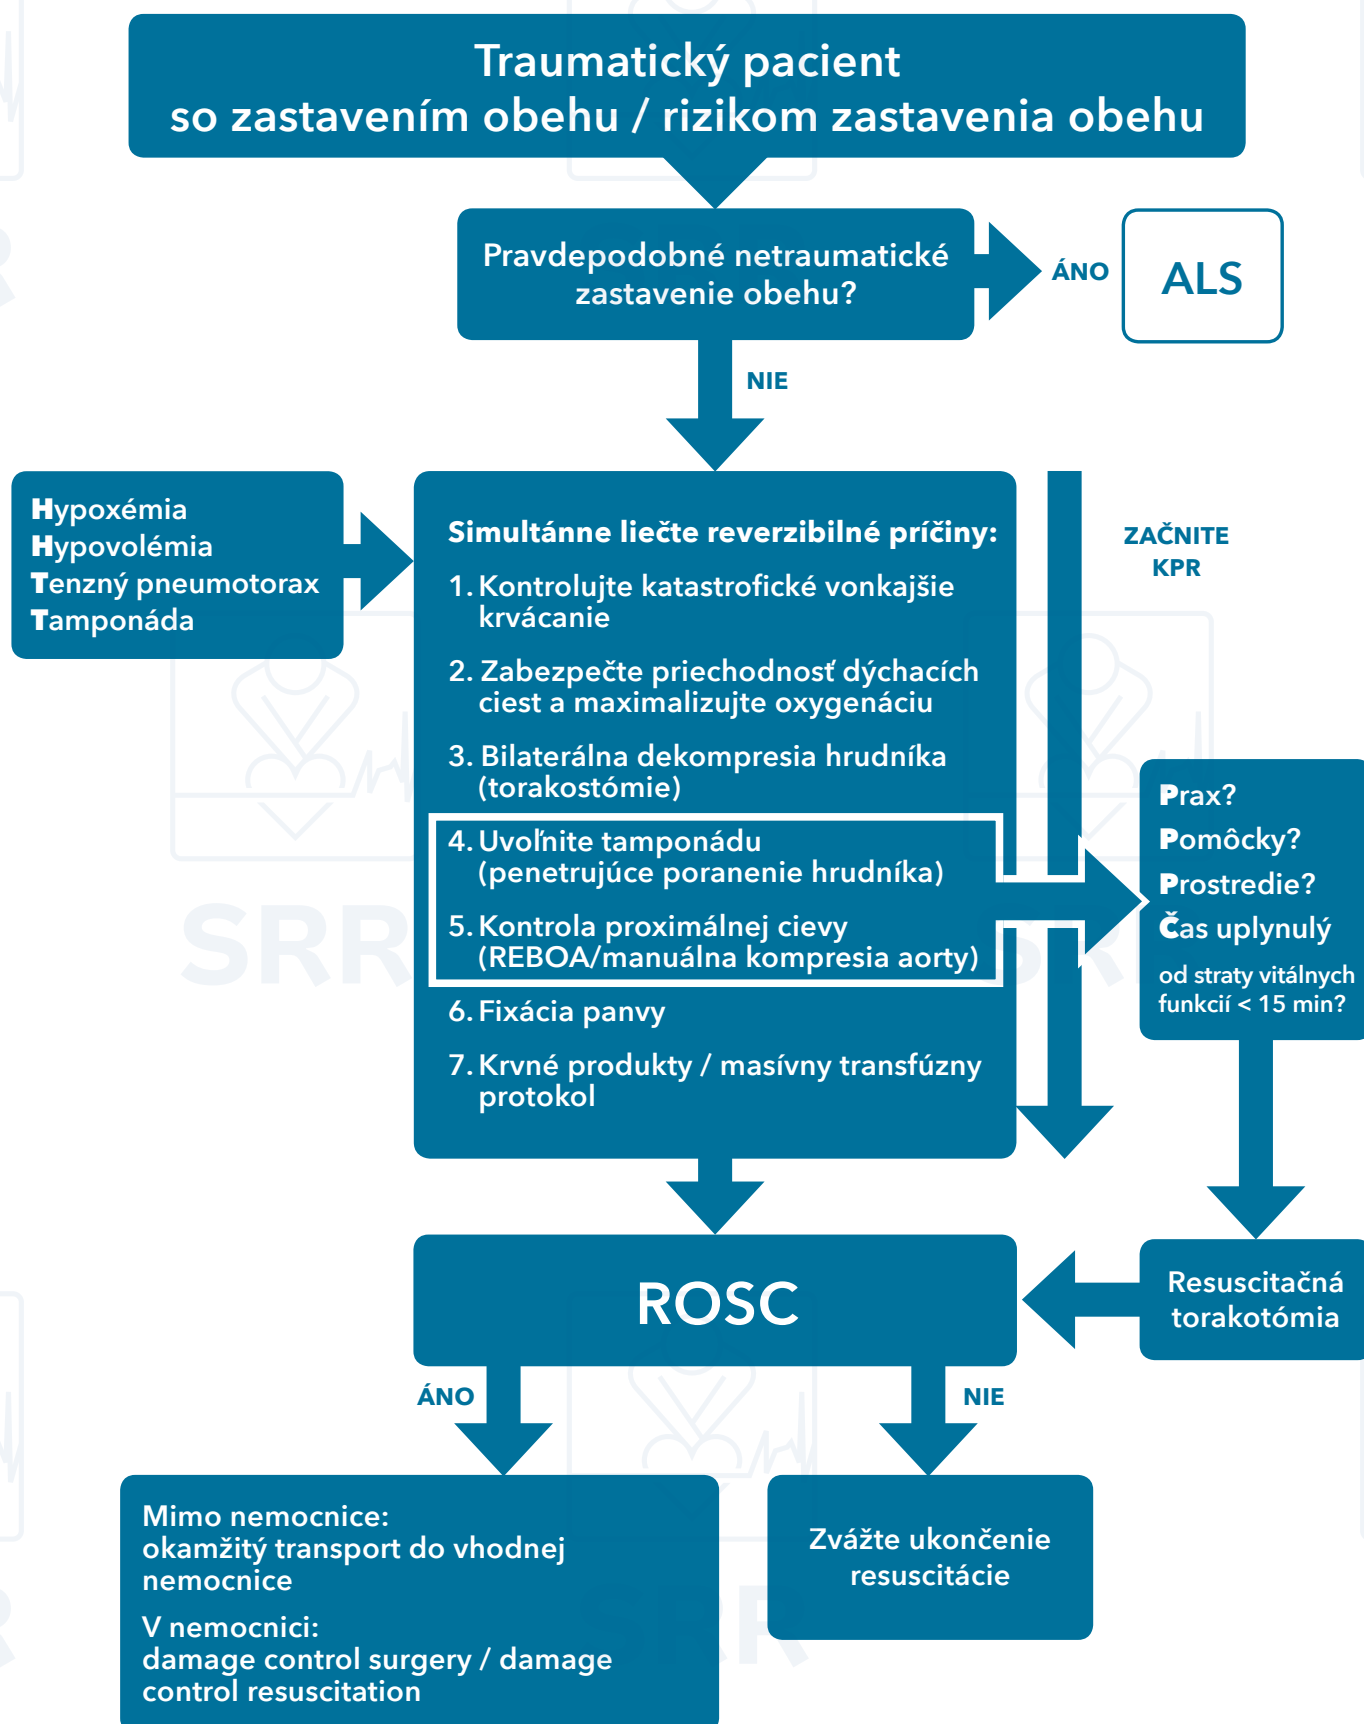 Traumatický pacient
so zastavením obehu / rizikom zastavenia obehu
Pravdepodobné netraumatické
zastavenie obehu?
ÁNO
ALS
NIE
Hypoxémia
Hypovolémia
Tenzný pneumotorax
Tamponáda
Simultánne liečte reverzibilné príčiny:
1. Kontrolujte katastrofické vonkajšie
krvácanie
2. Zabezpečte priechodnosť dýchacích
ciest a maximalizujte oxygenáciu
3. Bilaterálna dekompresia hrudníka
(torakostómie)
4. Uvoľnite tamponádu
(penetrujúce poranenie hrudníka)
5. Kontrola proximálnej cievy
(REBOA/manuálna kompresia aorty)
6. Fixácia panvy
7. Krvné produkty / masívny transfúzny
protokol
ZAČNITE
KPR
Prax?
Pomôcky?
Prostredie?
Čas uplynulý
od straty vitálnych
funkcií < 15 min?
Resuscitačná
torakotómia
ROSC
ÁNO
NIE
Mimo nemocnice:
okamžitý transport do vhodnej
nemocnice
V nemocnici:
damage control surgery / damage
control resuscitation
Zvážte ukončenie
resuscitácie
SRR
SRR
SRR